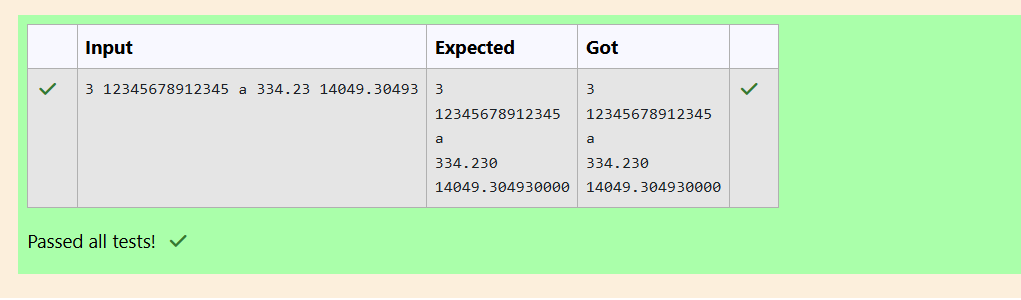 Input Expected Got
3 12345678912345 a 334.23 14049.30493 3 3
12345678912345 12345678912345
a a
334.230 334.230
14049.304930000 14049.304930000
Passed all tests!